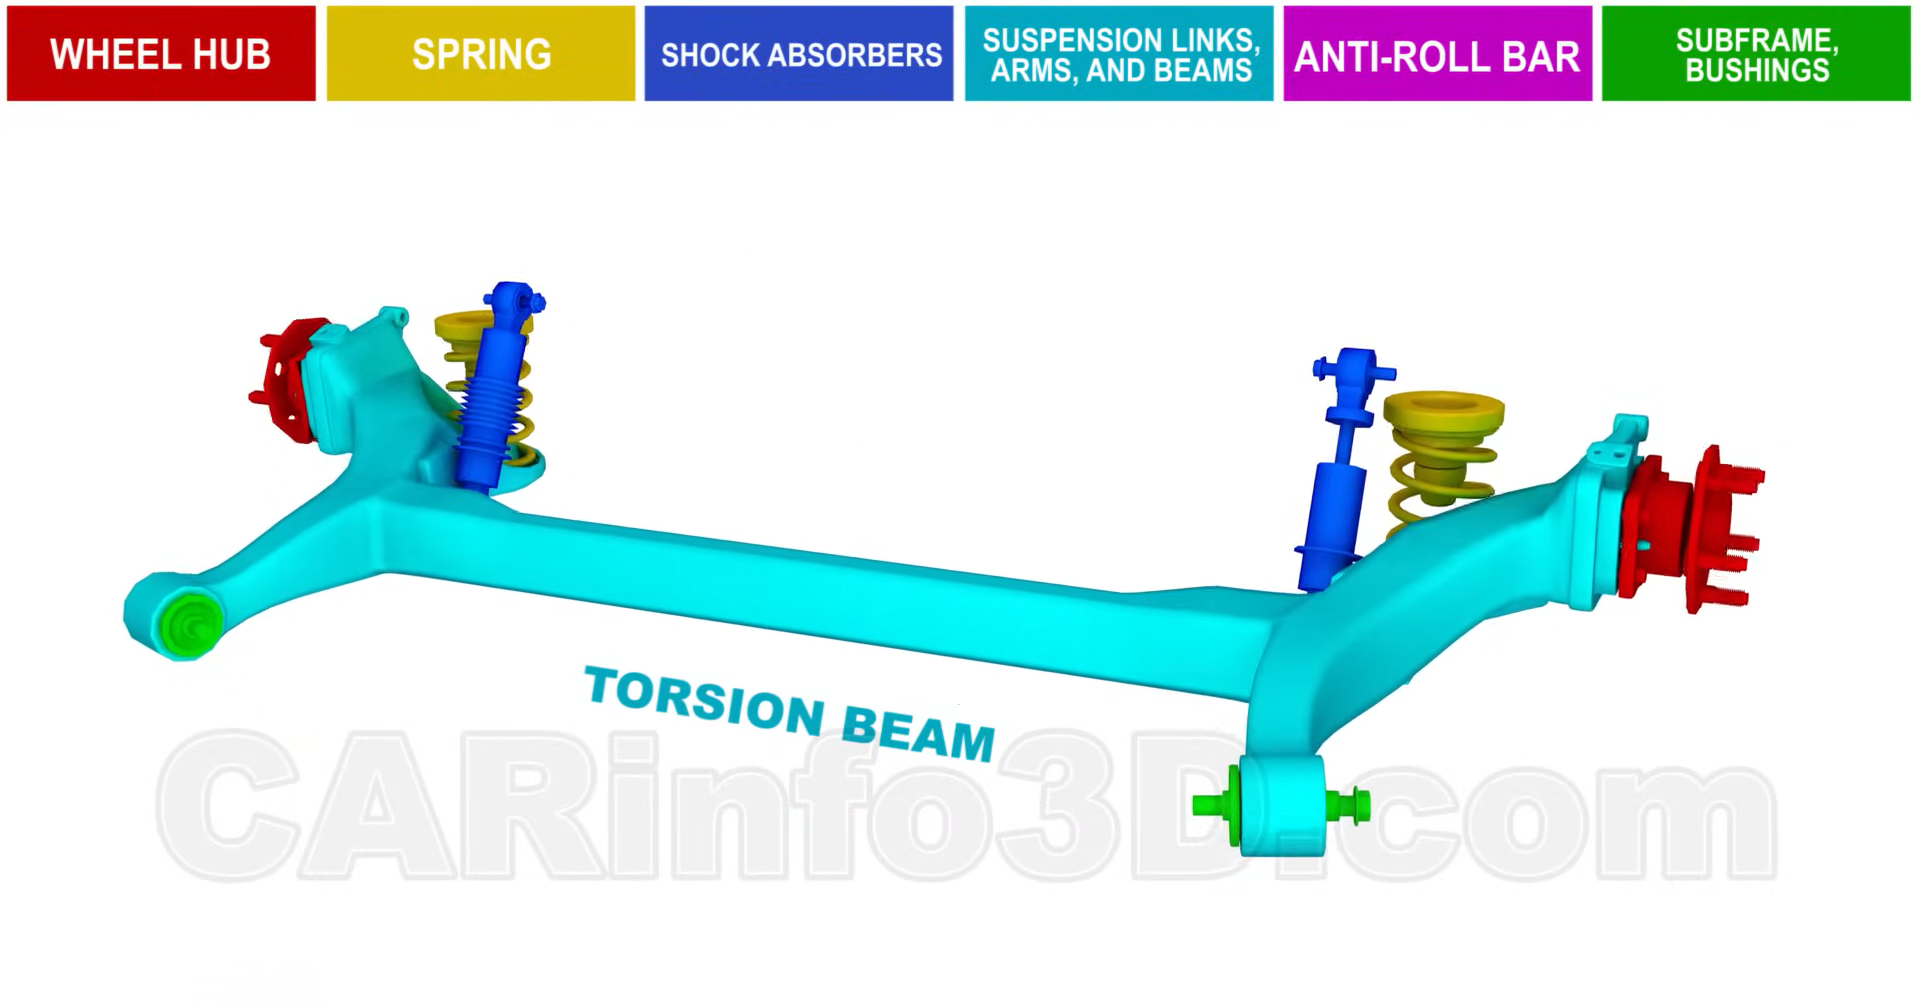 WHEEL HUB
SPRING
SHOCK ABSORBERS
SUSPENSION LINKS,
ARMS, AND BEAMS
ANTI-ROLL BAR
SUBFRAME,
BUSHINGS
TORSION BEAM
CARinfo3D.com